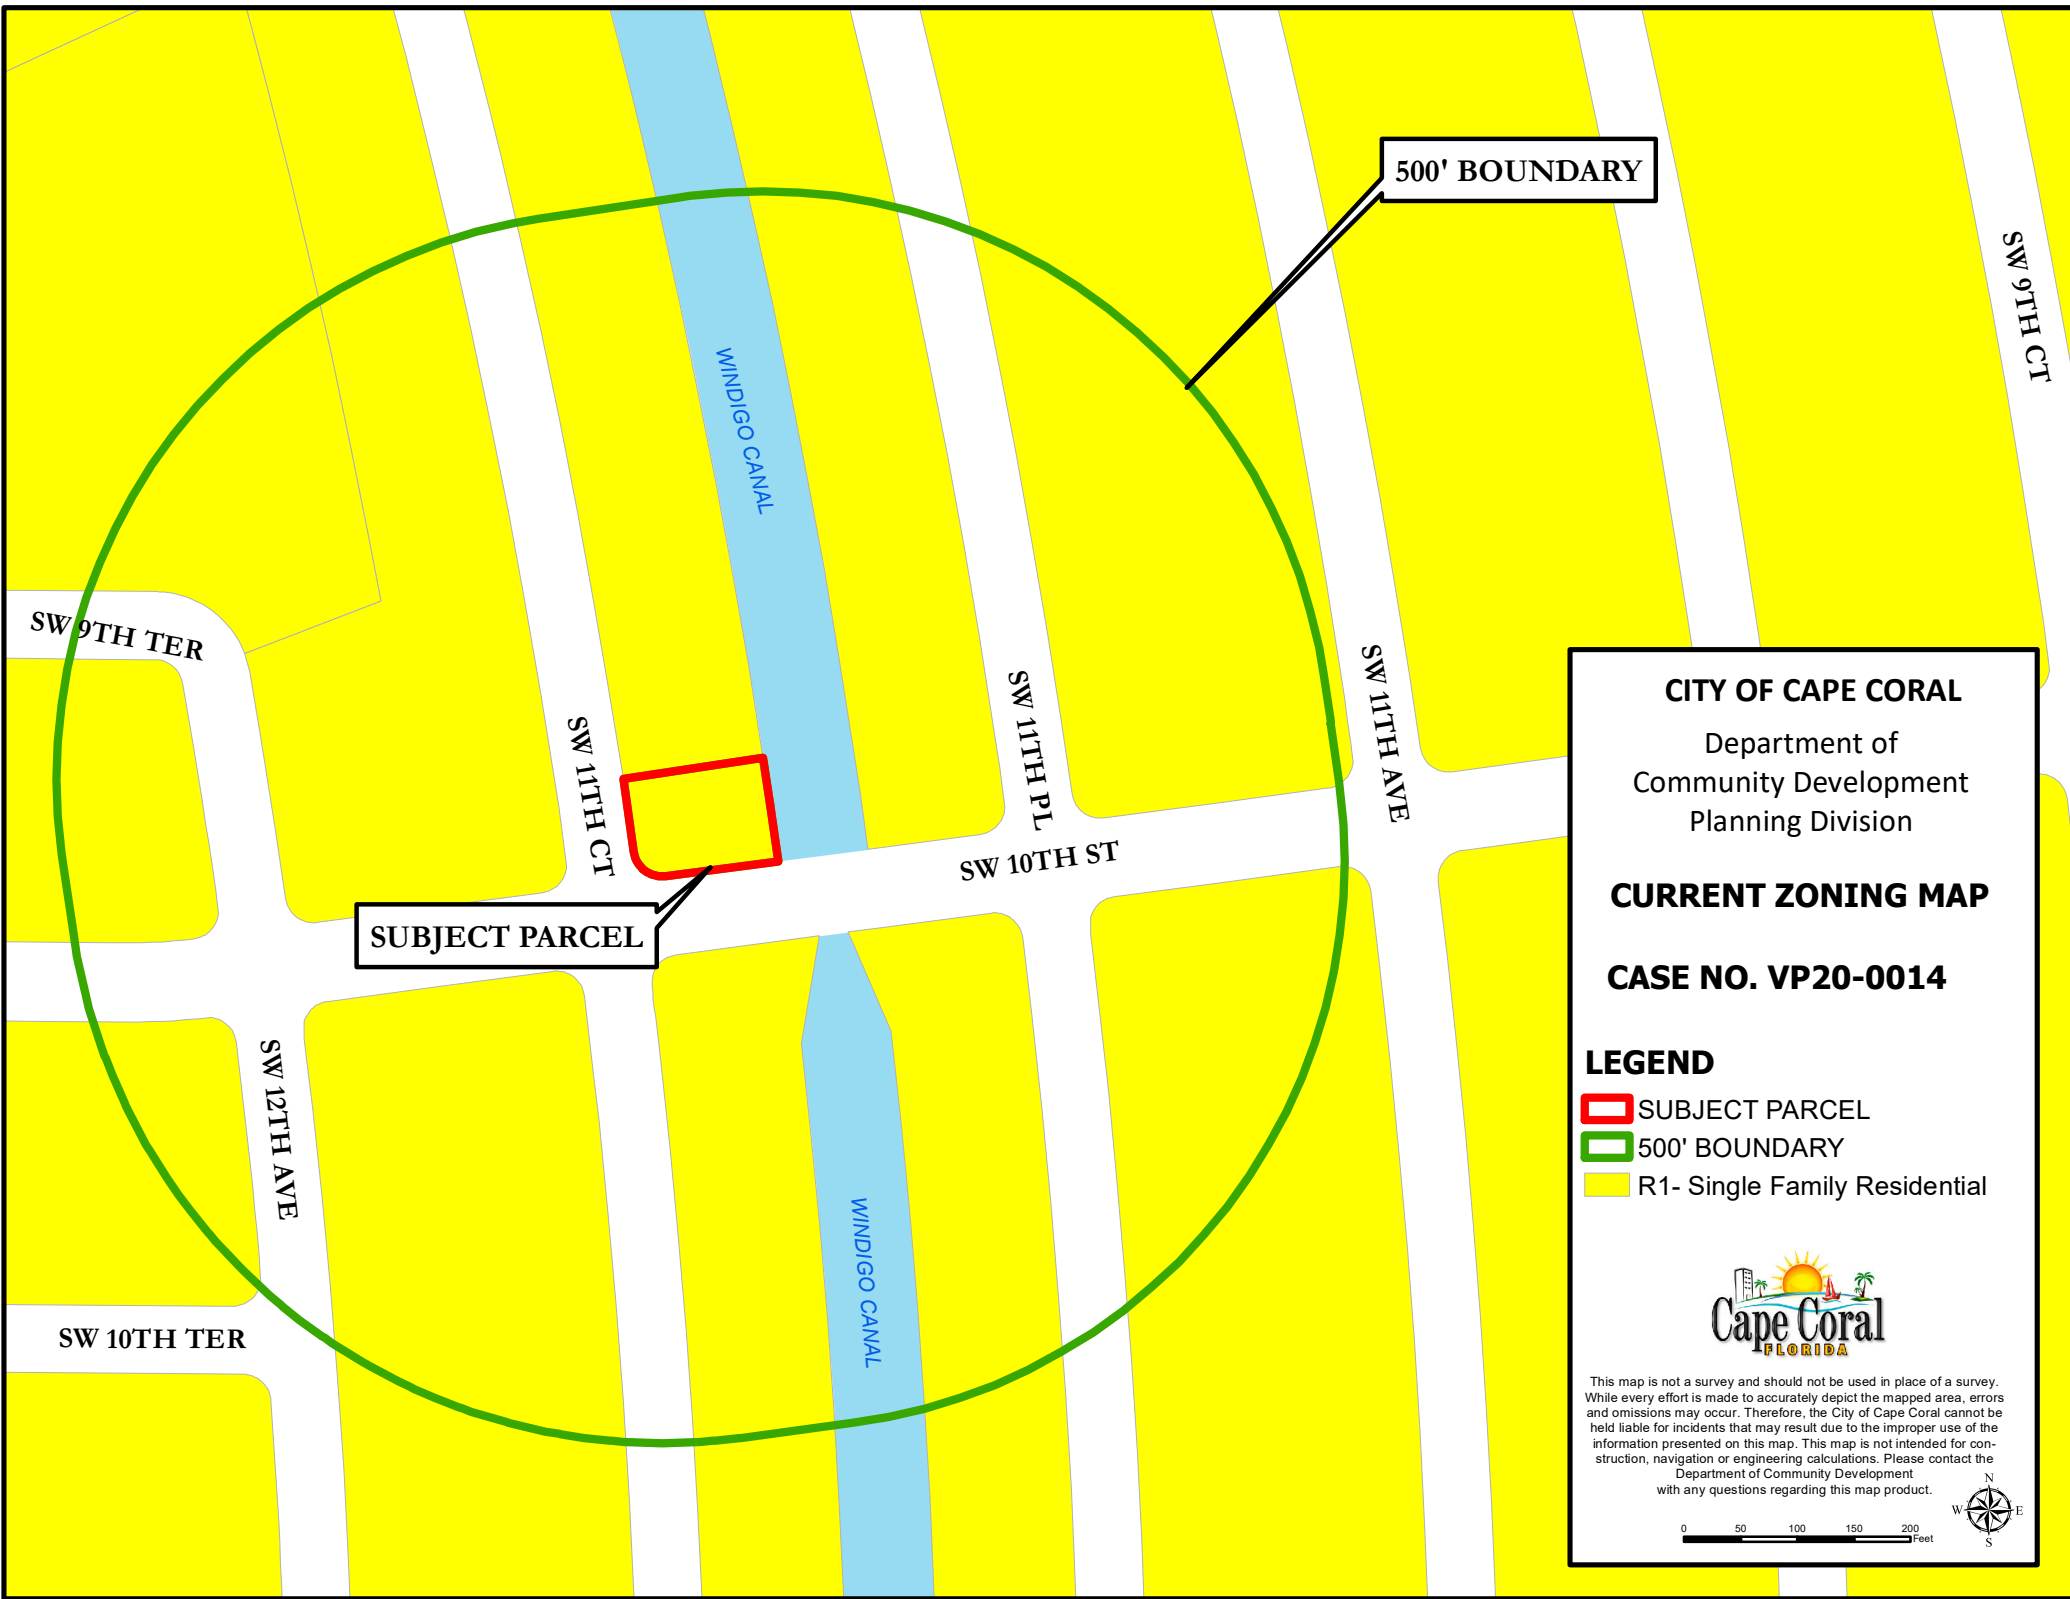 500' BOUNDARY
SW 9TH CT
WINDIGO CANAL
SW 9TH TER
SW 11TH CT
SW 11TH PL
SW 11TH AVE
SW 10TH ST
SUBJECT PARCEL
SW 12TH AVE
WINDIGO CANAL
SW 10TH TER
CITY OF CAPE CORAL
Department of
Community Development
Planning Division
CURRENT ZONING MAP
CASE NO. VP20-0014
LEGEND
SUBJECT PARCEL
500' BOUNDARY
R1- Single Family Residential
Cape Coral
FLORIDA
This map is not a survey and should not be used in place of a survey.
While every effort is made to accurately depict the mapped area, errors
and omissions may occur. Therefore, the City of Cape Coral cannot be
held liable for incidents that may result due to the improper use of the
information presented on this map. This map is not intended for con-
struction, navigation or engineering calculations. Please contact the
Department of Community Development
with any questions regarding this map product.
N
W E
S
0 50 100 150 200
Feet